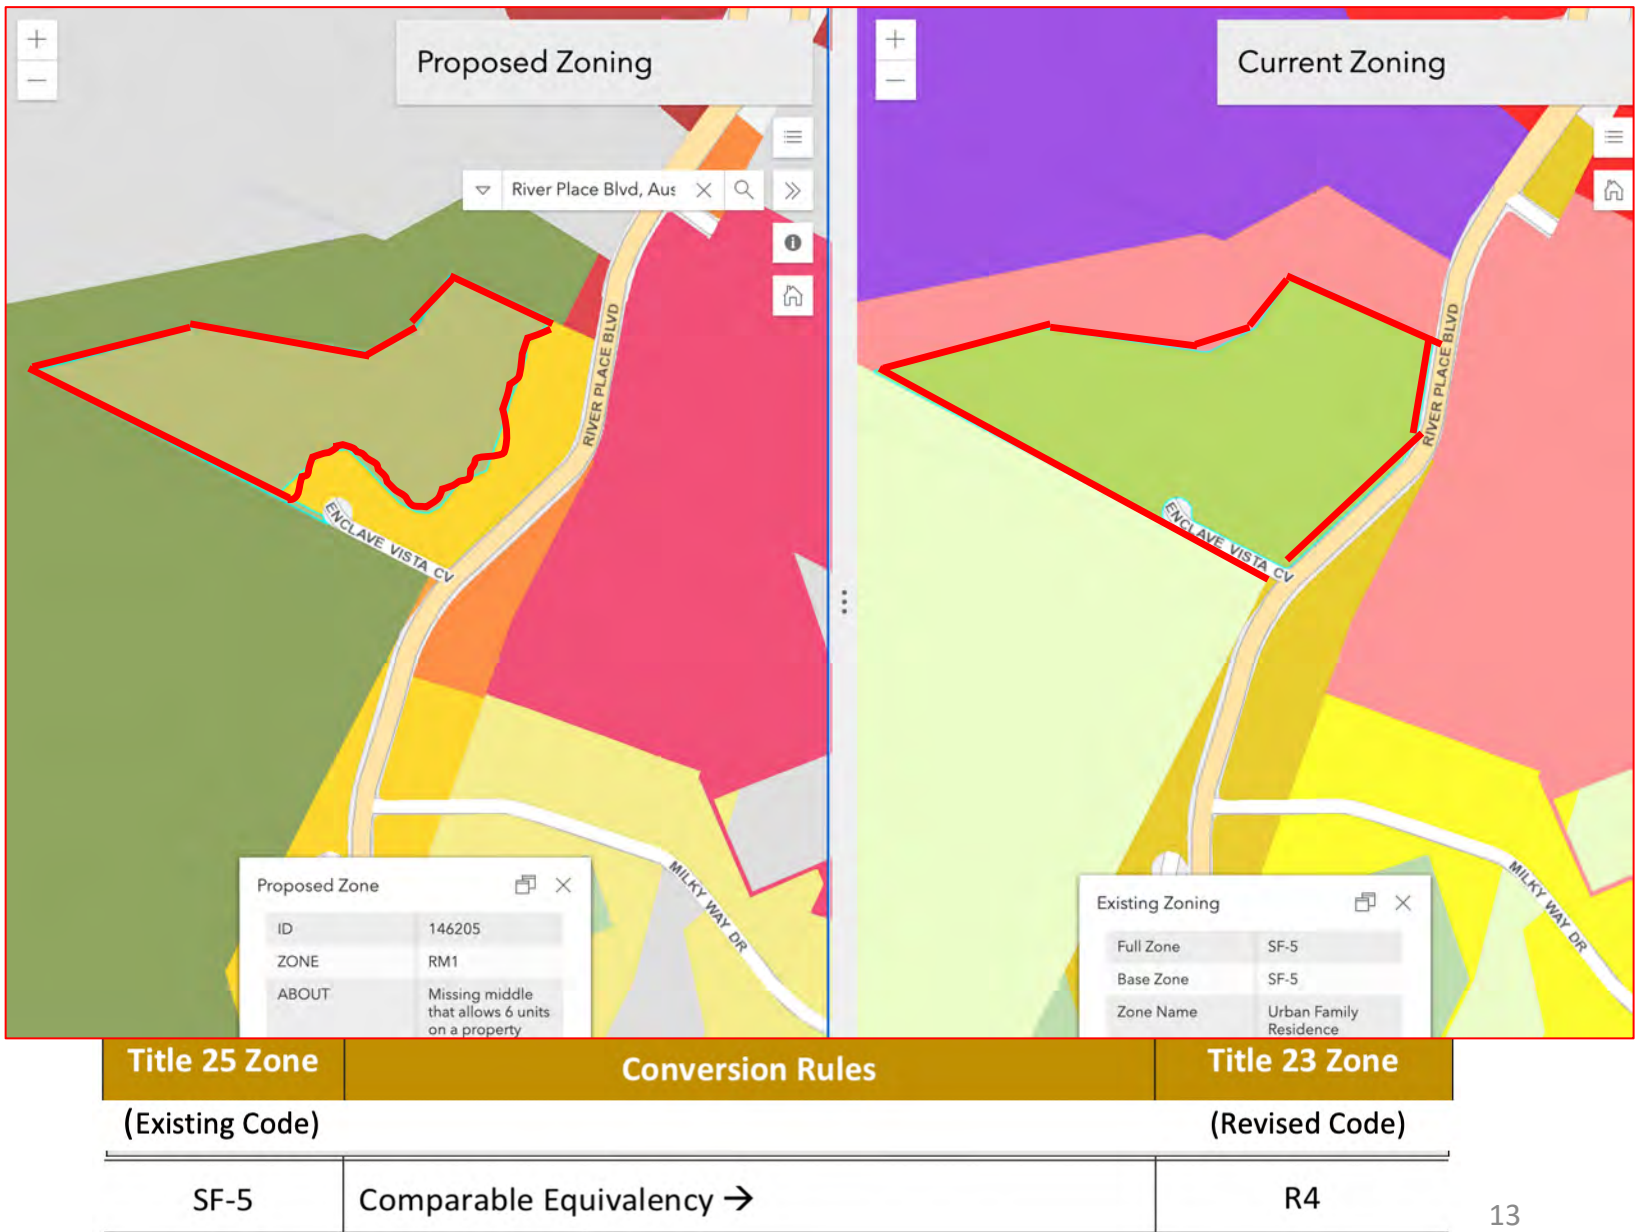 Proposed Zoning
River Place Blvd, Aus
RIVER PLACE BLVD
ENCLAVE VISTA CV
MILKY WAY DR
Proposed Zone
ID 146205
ZONE RM1
ABOUT Missing middle
that allows 6 units
on a property
Current Zoning
RIVER PLACE BLVD
ENCLAVE VISTA CV
MILKY WAY DR
Existing Zoning
Full Zone SF-5
Base Zone SF-5
Zone Name Urban Family
Residence
Title 25 Zone Conversion Rules Title 23 Zone
(Existing Code) (Revised Code)
SF-5 Comparable Equivalency → R4
13